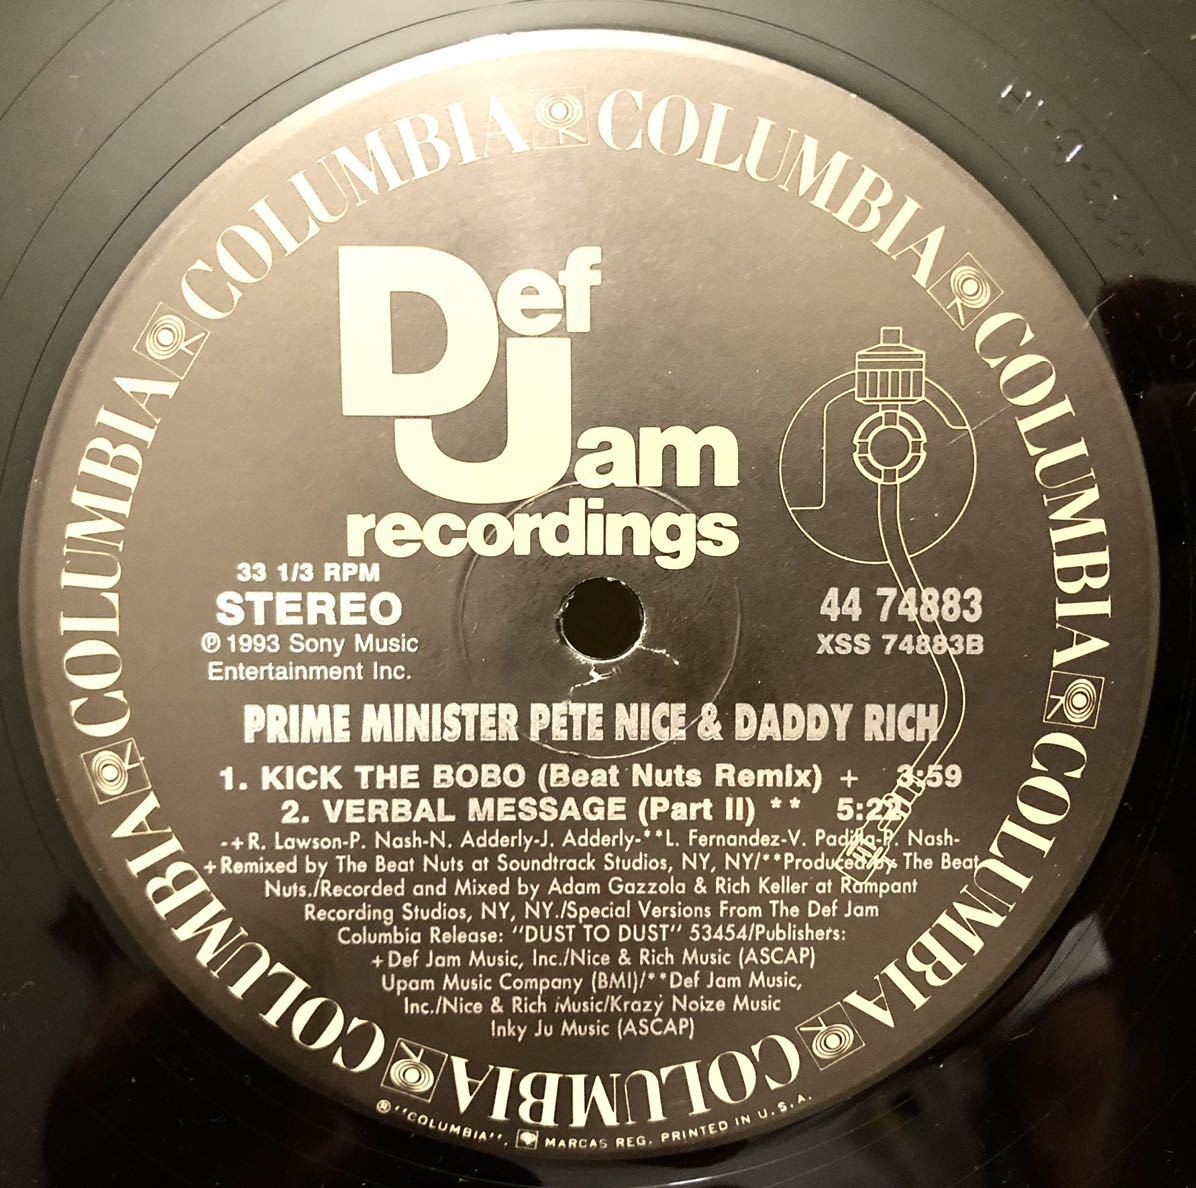 COLUMBIA COLUMBIA COLUMBIA COLUMBIA COLUMBIA COLUMBIA COLUMBIA COLUMBIA
Def
Jam
recordings
33 1/3 RPM
STEREO
℗ 1993 Sony Music
Entertainment Inc.
44 74883
XSS 74883B
PRIME MINISTER PETE NICE & DADDY RICH
1. KICK THE BOBO (Beat Nuts Remix) + 3:59
2. VERBAL MESSAGE (Part II) ** 5:22
-+R. Lawson-P. Nash-N. Adderly-J. Adderly-**L. Fernandez-V. Padilla-P. Nash-
+Remixed by The Beat Nuts at Soundtrack Studios, NY, NY/**Produced by The Beat
Nuts./Recorded and Mixed by Adam Gazzola & Rich Keller at Rampant
Recording Studios, NY, NY./Special Versions From The Def Jam
Columbia Release: "DUST TO DUST" 53454/Publishers:
+Def Jam Music, Inc./Nice & Rich Music (ASCAP)
Upam Music Company (BMI)/**Def Jam Music,
Inc./Nice & Rich Music/Krazy Noize Music
Inky Ju Music (ASCAP)
® "COLUMBIA", MARCAS REG. PRINTED IN U.S.A.